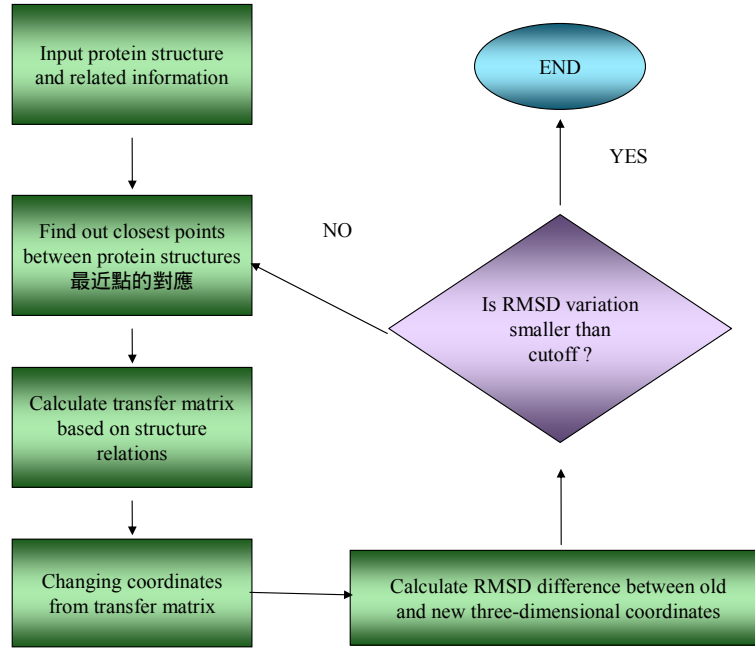 Input protein structure
and related information
Find out closest points
between protein structures
最近點的對應
Calculate transfer matrix
based on structure
relations
Changing coordinates
from transfer matrix
Calculate RMSD difference between old
and new three-dimensional coordinates
Is RMSD variation
smaller than
cutoff ?
NO
YES
END